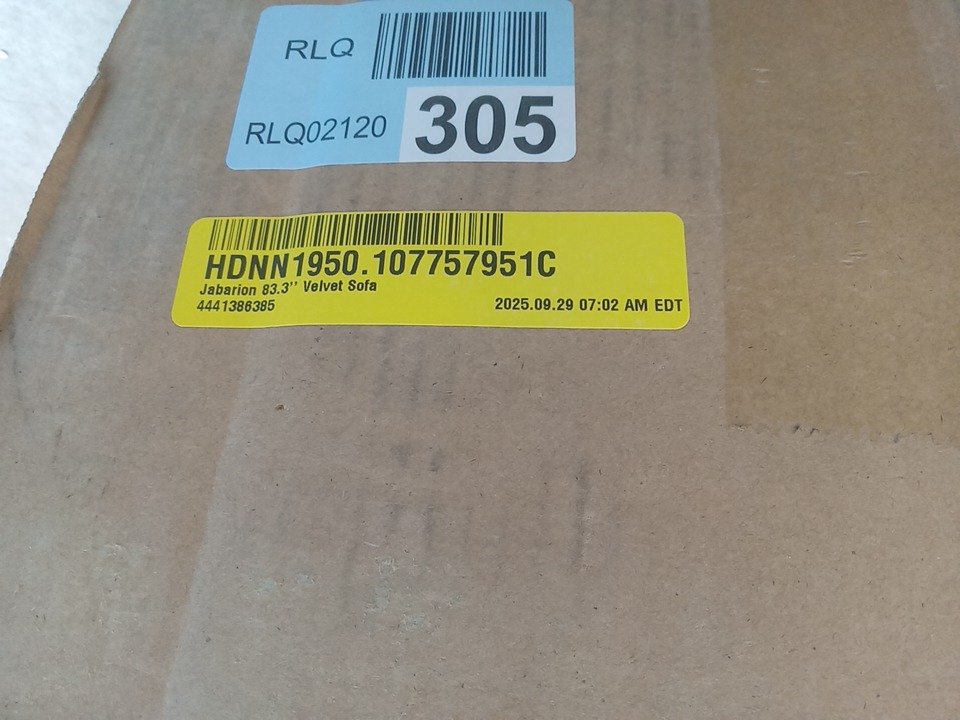 RLQ
RLQ02120
305
HDNN1950.107757951C
Jabarion 83.3'' Velvet Sofa
4441386385
2025.09.29 07:02 AM EDT